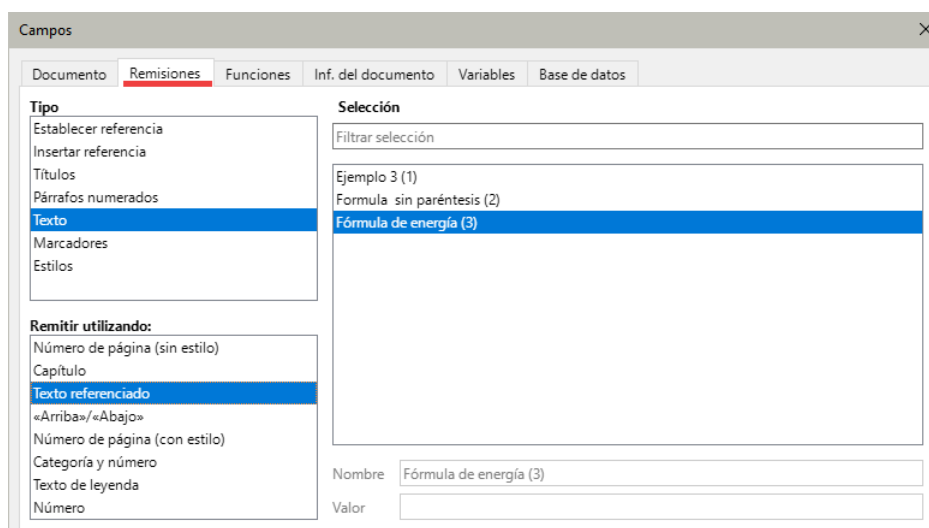 Campos
Documento Remisiones Funciones Inf. del documento Variables Base de datos
Tipo
Establecer referencia
Insertar referencia
Títulos
Párrafos numerados
Texto
Marcadores
Estilos
Selección
Filtrar selección
Ejemplo 3 (1)
Formula  sin paréntesis (2)
Fórmula de energía (3)
Remitir utilizando:
Número de página (sin estilo)
Capítulo
Texto referenciado
«Arriba»/«Abajo»
Número de página (con estilo)
Categoría y número
Texto de leyenda
Número
Nombre Fórmula de energía (3)
Valor